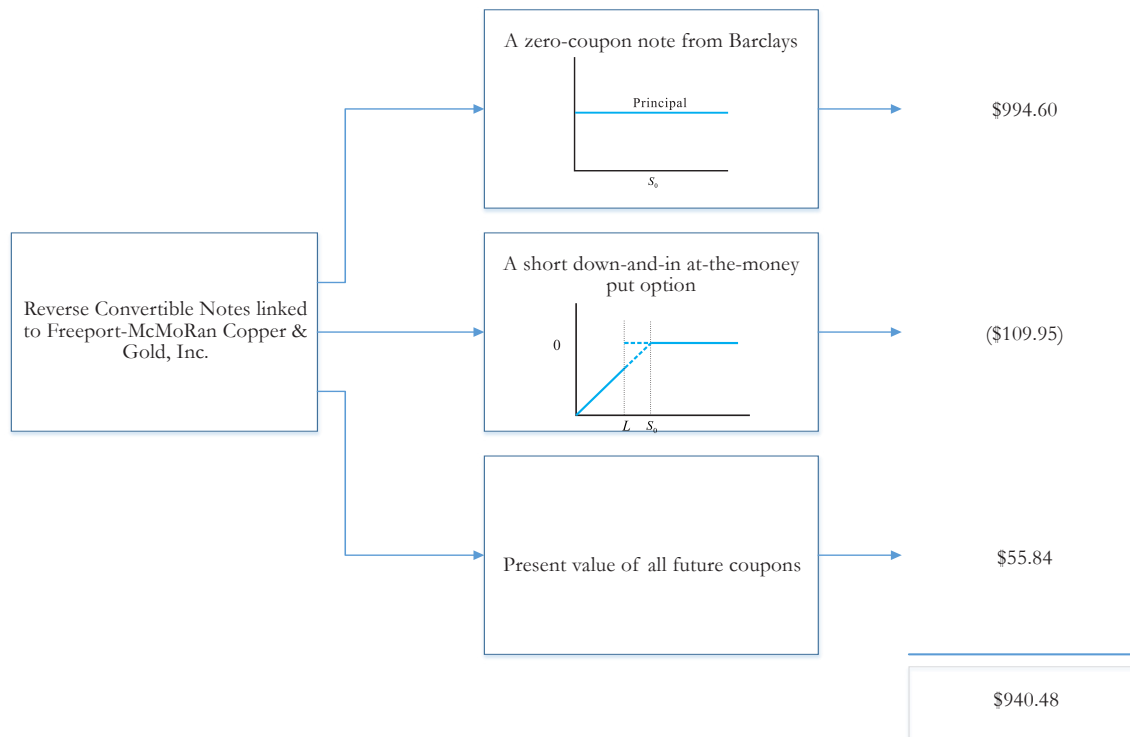 A zero-coupon note from Barclays
Principal
S₀
$994.60
Reverse Convertible Notes linked
to Freeport-McMoRan Copper &
Gold, Inc.
A short down-and-in at-the-money
put option
0
L S₀
($109.95)
Present value of all future coupons
$55.84
$940.48